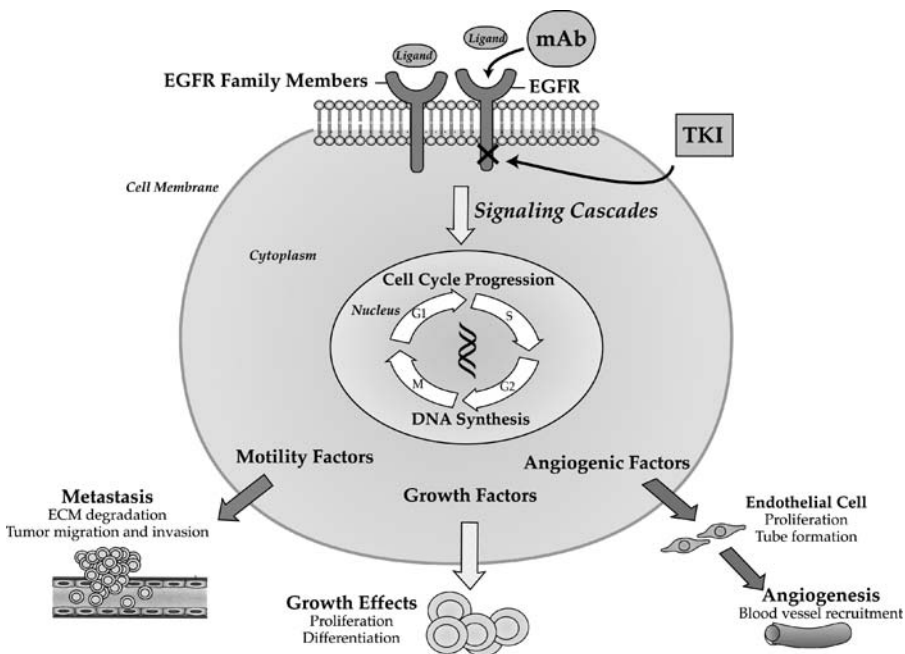 Ligand
Ligand
mAb
EGFR Family Members
EGFR
TKI
Cell Membrane
Signaling Cascades
Cytoplasm
Cell Cycle Progression
Nucleus
G1
S
M
G2
DNA Synthesis
Motility Factors
Angiogenic Factors
Growth Factors
Metastasis
ECM degradation
Tumor migration and invasion
Endothelial Cell
Proliferation
Tube formation
Growth Effects
Proliferation
Differentiation
Angiogenesis
Blood vessel recruitment